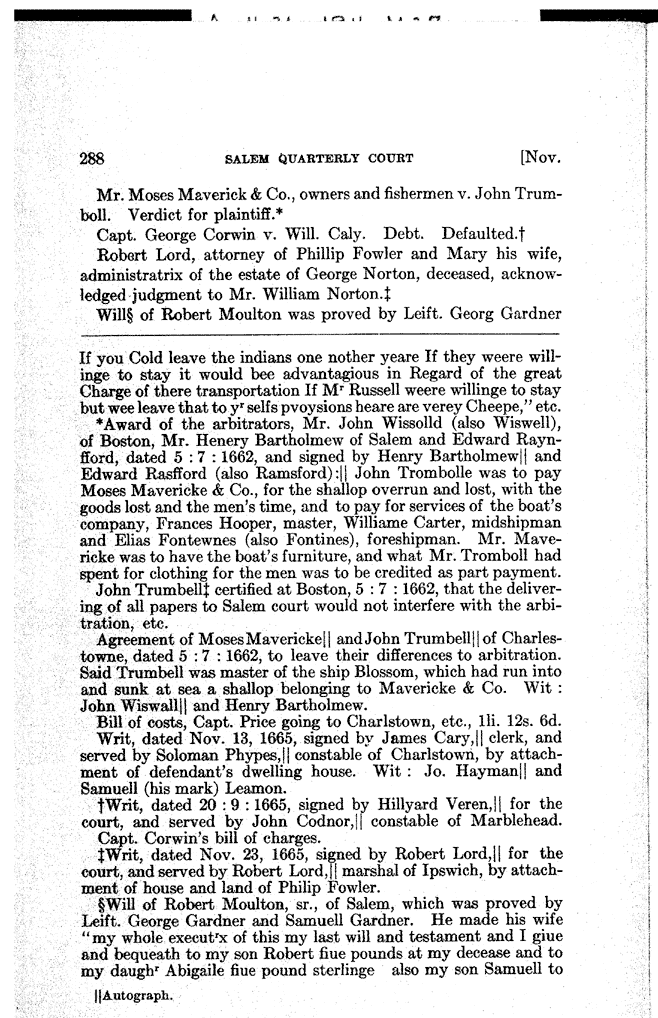 288 SALEM QUARTERLY COURT [Nov.
Mr. Moses Maverick & Co., owners and fishermen v. John Trum-
boll. Verdict for plaintiff.*
Capt. George Corwin v. Will. Caly. Debt. Defaulted.†
Robert Lord, attorney of Phillip Fowler and Mary his wife,
administratrix of the estate of George Norton, deceased, acknow-
ledged judgment to Mr. William Norton.‡
Will§ of Robert Moulton was proved by Leift. Georg Gardner
If you Cold leave the indians one nother yeare If they weere will-
inge to stay it would bee advantagious in Regard of the great
Charge of there transportation If Mʳ Russell weere willinge to stay
but wee leave that to yʳ selfs pvoysions heare are verey Cheepe," etc.
*Award of the arbitrators, Mr. John Wissolld (also Wiswell),
of Boston, Mr. Henery Bartholmew of Salem and Edward Rayn-
fford, dated 5 : 7 : 1662, and signed by Henry Bartholmew|| and
Edward Rasfford (also Ramsford):|| John Trombolle was to pay
Moses Mavericke & Co., for the shallop overrun and lost, with the
goods lost and the men's time, and to pay for services of the boat's
company, Frances Hooper, master, Williame Carter, midshipman
and Elias Fontewnes (also Fontines), foreshipman. Mr. Mave-
ricke was to have the boat's furniture, and what Mr. Tromboll had
spent for clothing for the men was to be credited as part payment.
John Trumbell‡ certified at Boston, 5 : 7 : 1662, that the deliver-
ing of all papers to Salem court would not interfere with the arbi-
tration, etc.
Agreement of Moses Mavericke|| and John Trumbell|| of Charles-
towne, dated 5 : 7 : 1662, to leave their differences to arbitration.
Said Trumbell was master of the ship Blossom, which had run into
and sunk at sea a shallop belonging to Mavericke & Co. Wit :
John Wiswall|| and Henry Bartholmew.
Bill of costs, Capt. Price going to Charlstown, etc., 1li. 12s. 6d.
Writ, dated Nov. 13, 1665, signed by James Cary,|| clerk, and
served by Soloman Phypes,|| constable of Charlstown, by attach-
ment of defendant's dwelling house. Wit : Jo. Hayman|| and
Samuell (his mark) Leamon.
†Writ, dated 20 : 9 : 1665, signed by Hillyard Veren,|| for the
court, and served by John Codnor,|| constable of Marblehead.
Capt. Corwin's bill of charges.
‡Writ, dated Nov. 23, 1665, signed by Robert Lord,|| for the
court, and served by Robert Lord,|| marshal of Ipswich, by attach-
ment of house and land of Philip Fowler.
§Will of Robert Moulton, sr., of Salem, which was proved by
Leift. George Gardner and Samuell Gardner. He made his wife
"my whole executʳx of this my last will and testament and I giue
and bequeath to my son Robert fiue pounds at my decease and to
my daughʳ Abigaile fiue pound sterlinge also my son Samuell to
||Autograph.